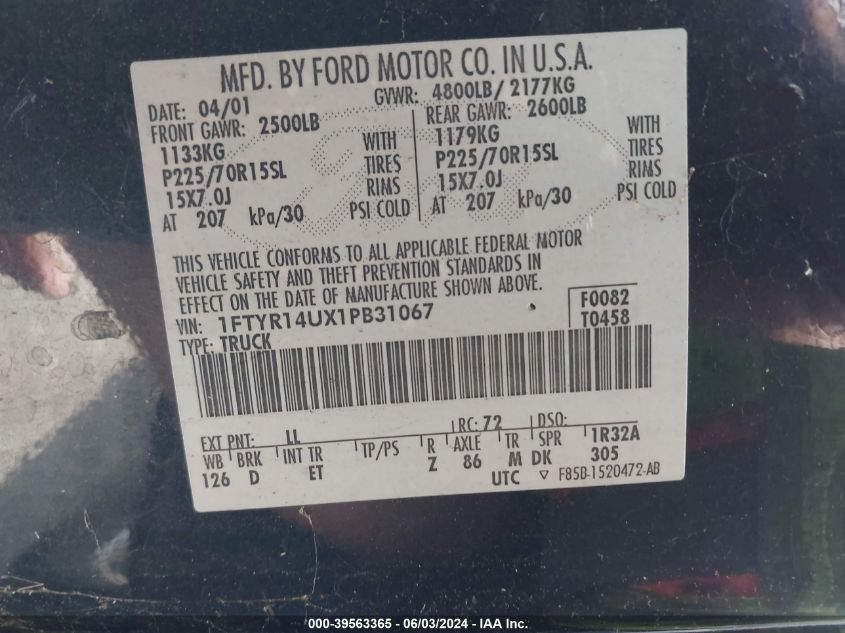 MFD. BY FORD MOTOR CO. IN U.S.A.
DATE: 04/01 GVWR: 4800LB/ 2177KG
FRONT GAWR: 2500LB REAR GAWR: 2600LB
1133KG WITH 1179KG WITH
P225/70R15SL TIRES P225/70R15SL TIRES
15X7.0J RIMS 15X7.0J RIMS
AT 207 kPa/30 PSI COLD AT 207 kPa/30 PSI COLD
THIS VEHICLE CONFORMS TO ALL APPLICABLE FEDERAL MOTOR
VEHICLE SAFETY AND THEFT PREVENTION STANDARDS IN
EFFECT ON THE DATE OF MANUFACTURE SHOWN ABOVE.
VIN: 1FTYR14UX1PB31067 F0082
TYPE: TRUCK T0458
EXT PNT: LL RC: 72 DSO:
WB BRK INT TR TP/PS R AXLE TR SPR 1R32A
126 D ET Z 86 M DK 305
UTC ▽ F85B-1520472-AB
000-39563365 - 06/03/2024 - IAA Inc.